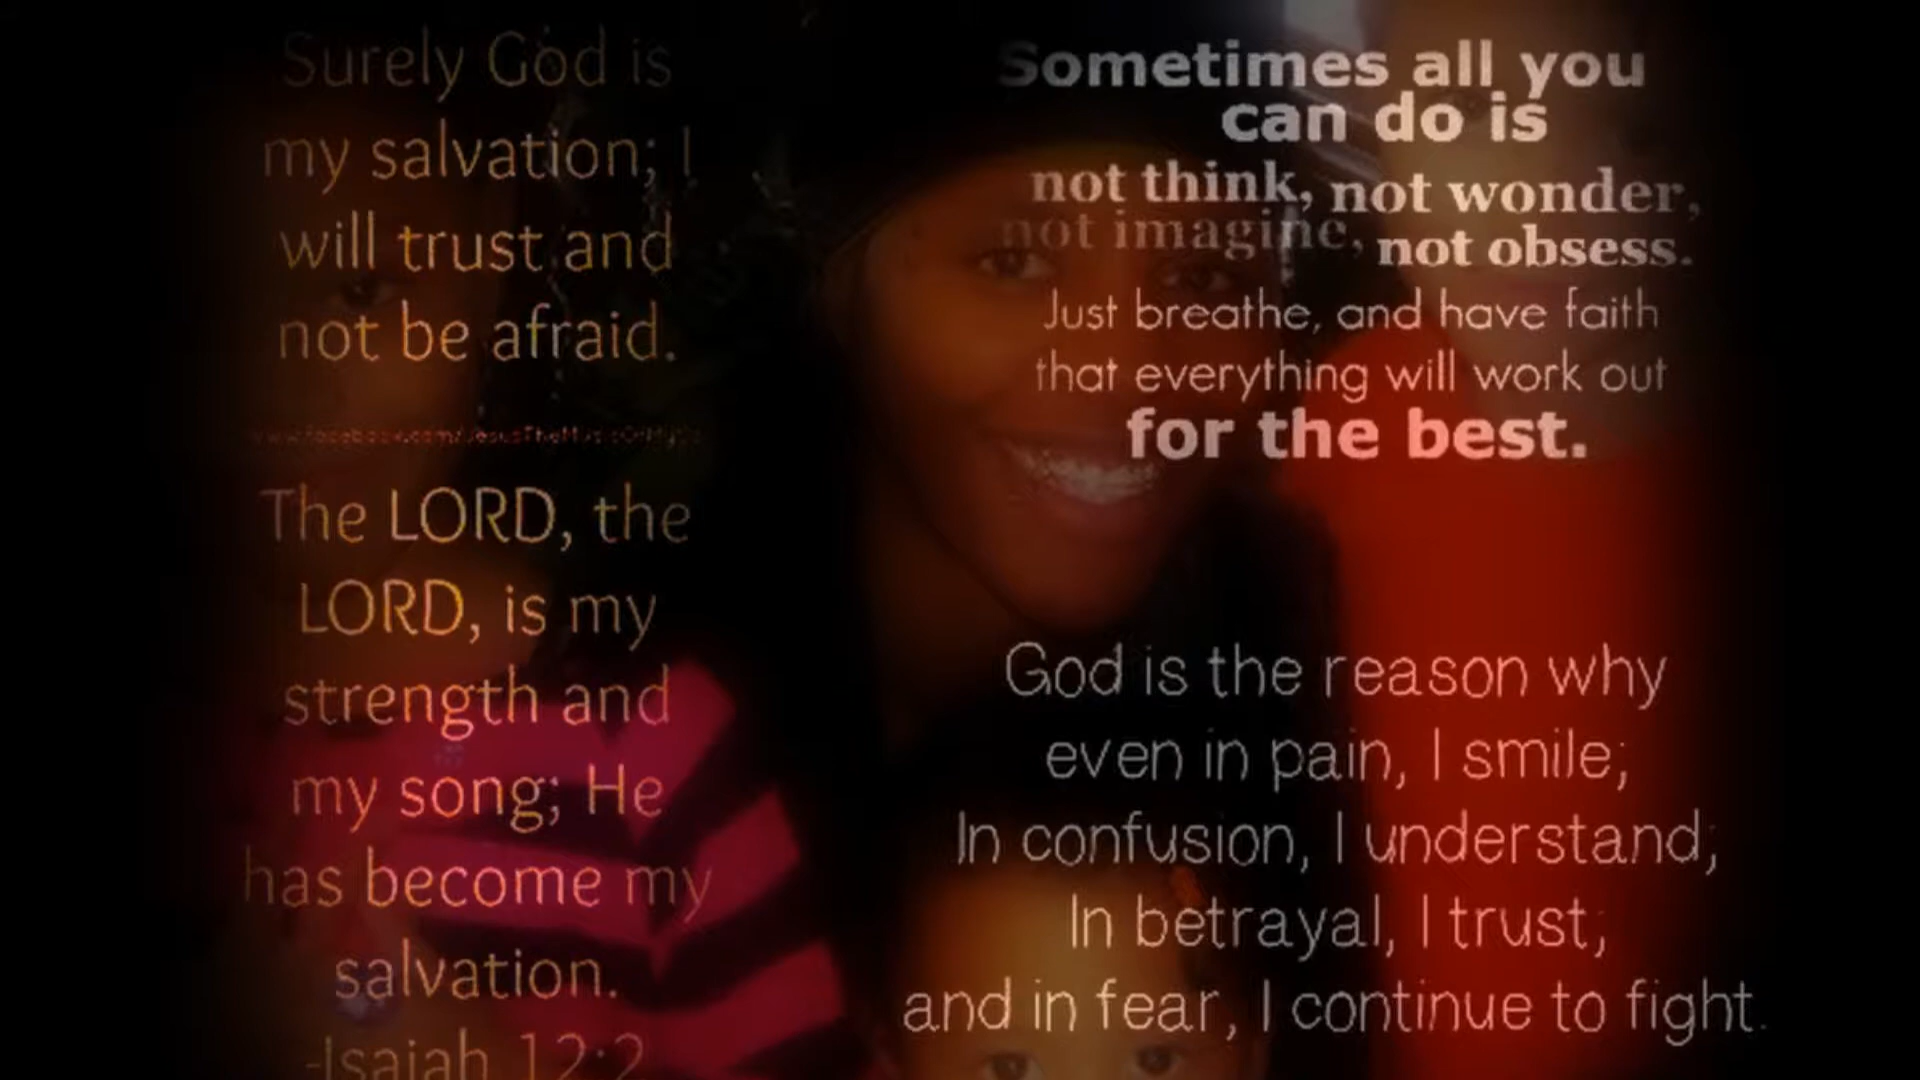 Surely God is
my salvation; I
will trust and
not be afraid.
The LORD, the
LORD, is my
strength and
my song; He
has become my
salvation.
-Isaiah 12:2
Sometimes all you
can do is
not think, not wonder,
not imagine, not obsess.
Just breathe, and have faith
that everything will work out
for the best.
God is the reason why
even in pain, I smile;
In confusion, I understand;
In betrayal, I trust;
and in fear, I continue to fight.